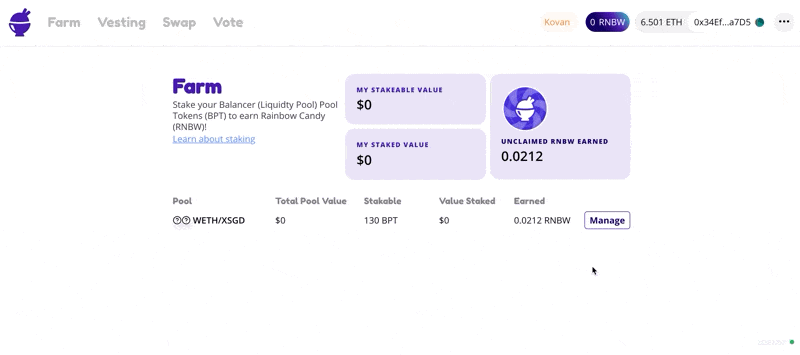 Farm Vesting Swap Vote
Kovan
0 RNBW
6.501 ETH
0x34Ef...a7D5
Farm
Stake your Balancer (Liquidty Pool) Pool
Tokens (BPT) to earn Rainbow Candy
(RNBW)!
Learn about staking
MY STAKEABLE VALUE
$0
MY STAKED VALUE
$0
UNCLAIMED RNBW EARNED
0.0212
Pool Total Pool Value Stakable Value Staked Earned
WETH/XSGD $0 130 BPT $0 0.0212 RNBW Manage